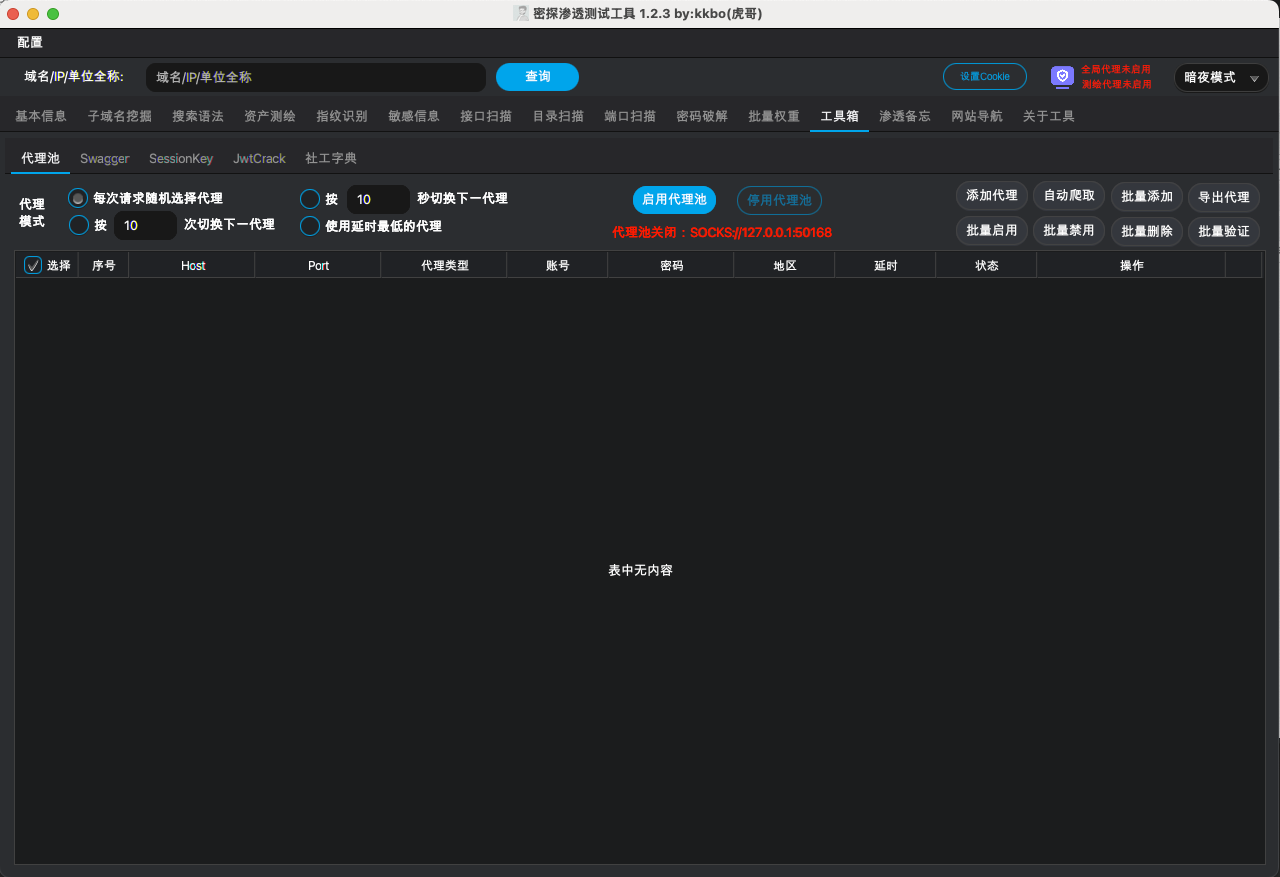 密探渗透测试工具 1.2.3 by:kkbo(虎哥)
配置
域名/IP/单位全称:
域名/IP/单位全称
查询
设置Cookie
全局代理未启用
测绘代理未启用
暗夜模式
基本信息 子域名挖掘 搜索语法 资产测绘 指纹识别 敏感信息 接口扫描 目录扫描 端口扫描 密码破解 批量权重 工具箱 渗透备忘 网站导航 关于工具
代理池 Swagger SessionKey JwtCrack 社工字典
代理
模式
每次请求随机选择代理
按 10 秒切换下一代理
按 10 次切换下一代理
使用延时最低的代理
启用代理池 停用代理池
代理池关闭：SOCKS://127.0.0.1:50168
添加代理 自动爬取 批量添加 导出代理
批量启用 批量禁用 批量删除 批量验证
选择 序号 Host Port 代理类型 账号 密码 地区 延时 状态 操作
表中无内容